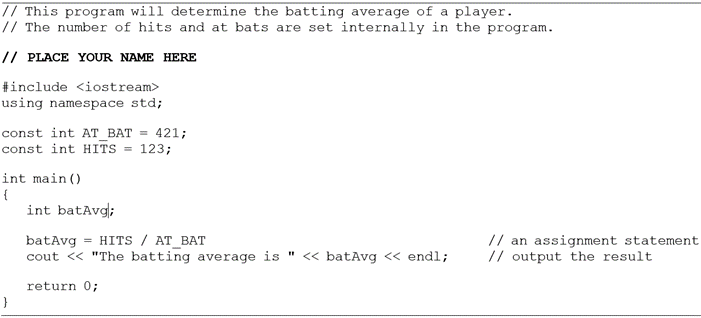 // This program will determine the batting average of a player.
// The number of hits and at bats are set internally in the program.
// PLACE YOUR NAME HERE
#include <iostream>
using namespace std;
const int AT_BAT = 421;
const int HITS = 123;
int main()
{
int batAvg;
batAvg = HITS / AT_BAT // an assignment statement
cout << "The batting average is " << batAvg << endl; // output the result
return 0;
}